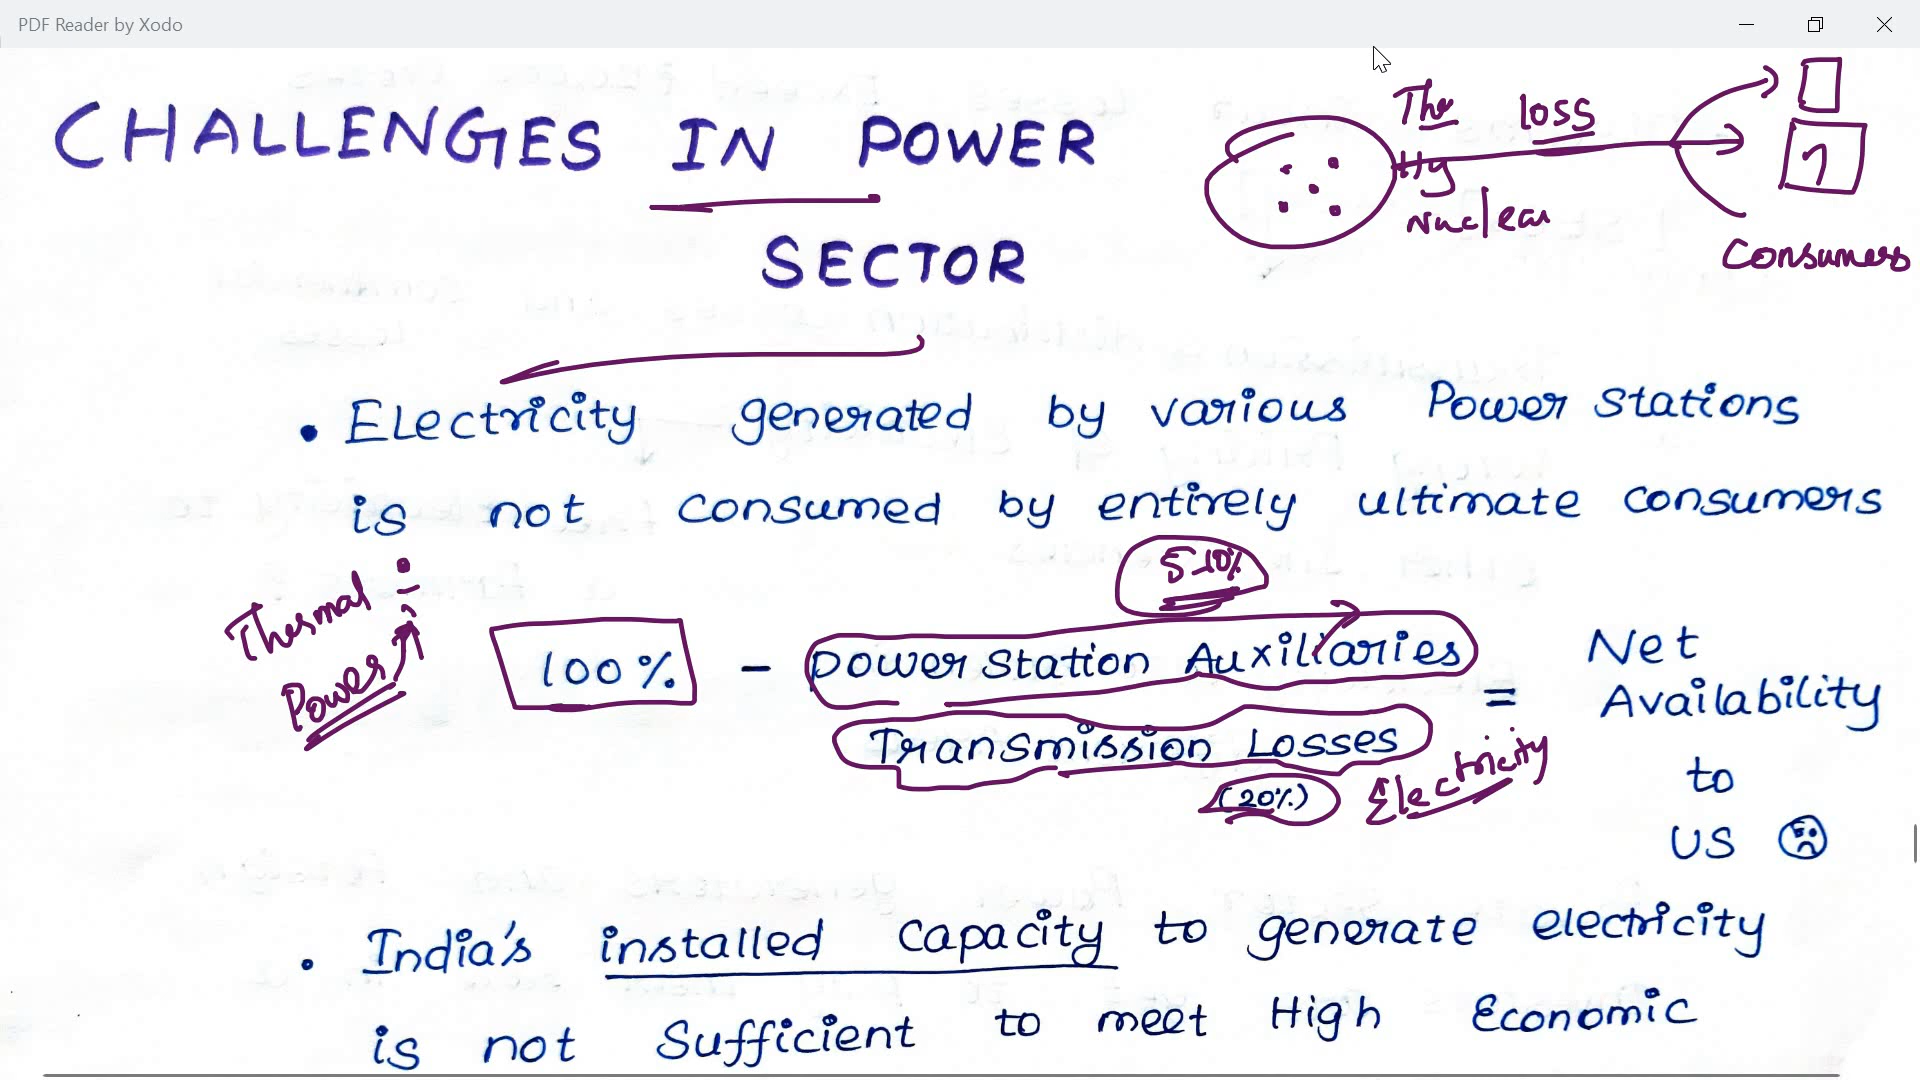 PDF Reader by Xodo
CHALLENGES IN POWER
SECTOR
The loss
Hy
Nuclear
Consumers
• Electricity generated by various Power Stations
is not consumed by entirely ultimate consumers
Thermal
Power
5-10%
100% - Power Station Auxiliaries
Transmission Losses
(20%)
Electricity
= Net
Availability
to
US
• India's installed capacity to generate electricity
is not sufficient to meet High Economic